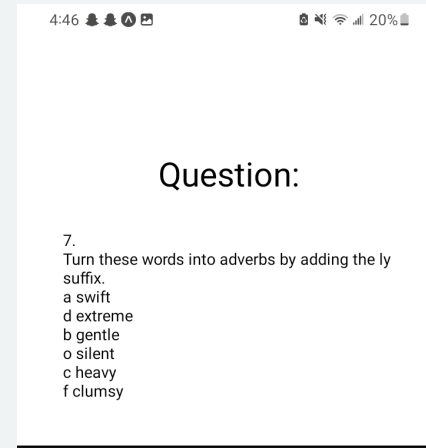 4:46 20%
Question:
7.
Turn these words into adverbs by adding the ly
suffix.
a swift
d extreme
b gentle
o silent
c heavy
f clumsy